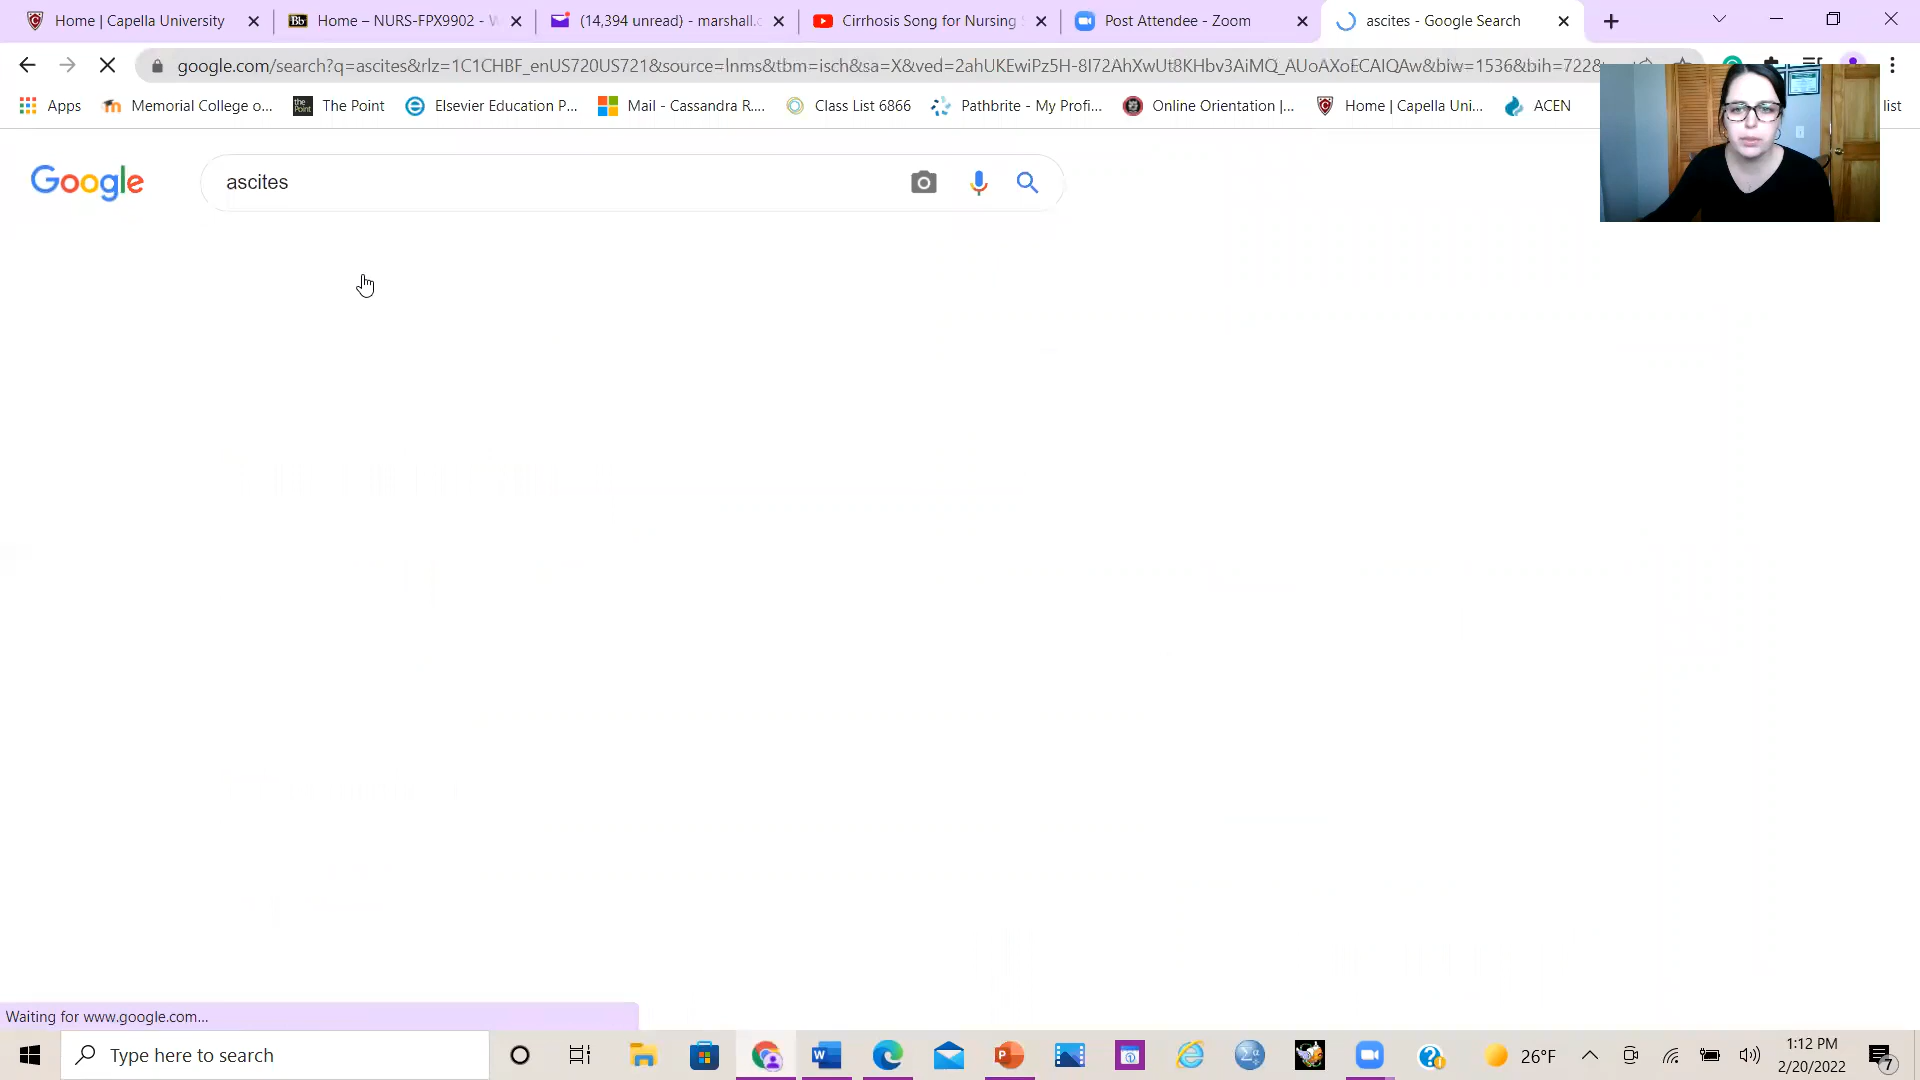 Home | Capella University
Home – NURS-FPX9902 - W
(14,394 unread) - marshall.c
Cirrhosis Song for Nursing S
Post Attendee - Zoom
ascites - Google Search
google.com/search?q=ascites&rlz=1C1CHBF_enUS720US721&source=lnms&tbm=isch&sa=X&ved=2ahUKEwiPz5H-8I72AhXwUt8KHbv3AiMQ_AUoAXoECAIQAw&biw=1536&bih=722&
Apps
Memorial College o...
the Point
The Point
Elsevier Education P...
Mail - Cassandra R....
Class List 6866
Pathbrite - My Profi...
Online Orientation |...
Home | Capella Uni...
ACEN
list
Google
ascites
Waiting for www.google.com...
Type here to search
26°F
1:12 PM
2/20/2022
7